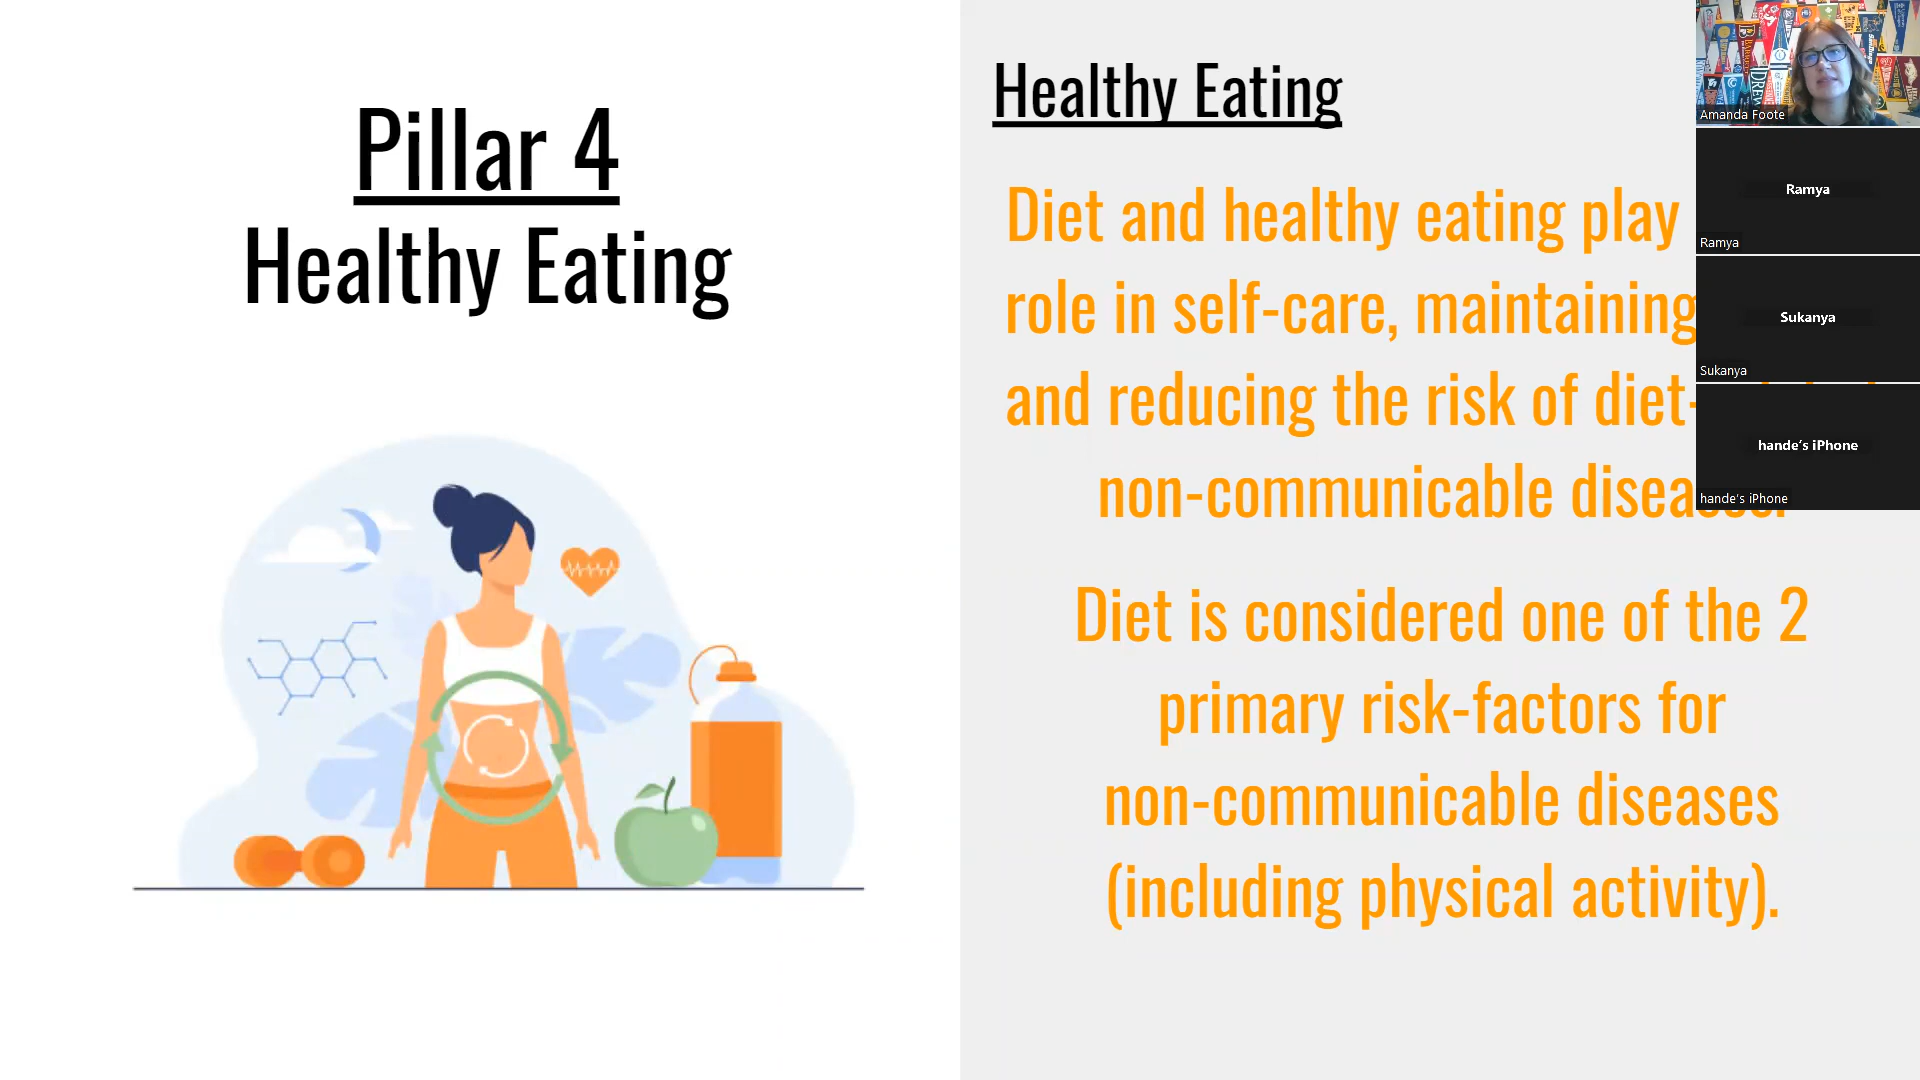 Pillar 4
Healthy Eating
Healthy Eating
Diet and healthy eating play
role in self-care, maintaining
and reducing the risk of diet-
non-communicable
Diet is considered one of the 2
primary risk-factors for
non-communicable diseases
(including physical activity).
Amanda Foote
Ramya
Ramya
Sukanya
Sukanya
hande's iPhone
hande's iPhone